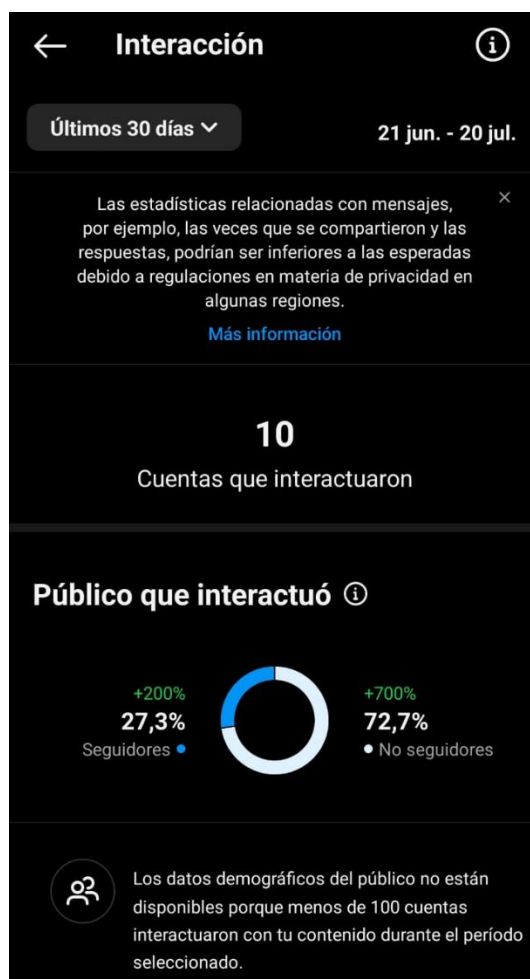 Interacción
Últimos 30 días
21 jun. - 20 jul.
Las estadísticas relacionadas con mensajes,
por ejemplo, las veces que se compartieron y las
respuestas, podrían ser inferiores a las esperadas
debido a regulaciones en materia de privacidad en
algunas regiones.
Más información
10
Cuentas que interactuaron
Público que interactuó
+200%
27,3%
Seguidores
+700%
72,7%
No seguidores
Los datos demográficos del público no están
disponibles porque menos de 100 cuentas
interactuaron con tu contenido durante el período
seleccionado.